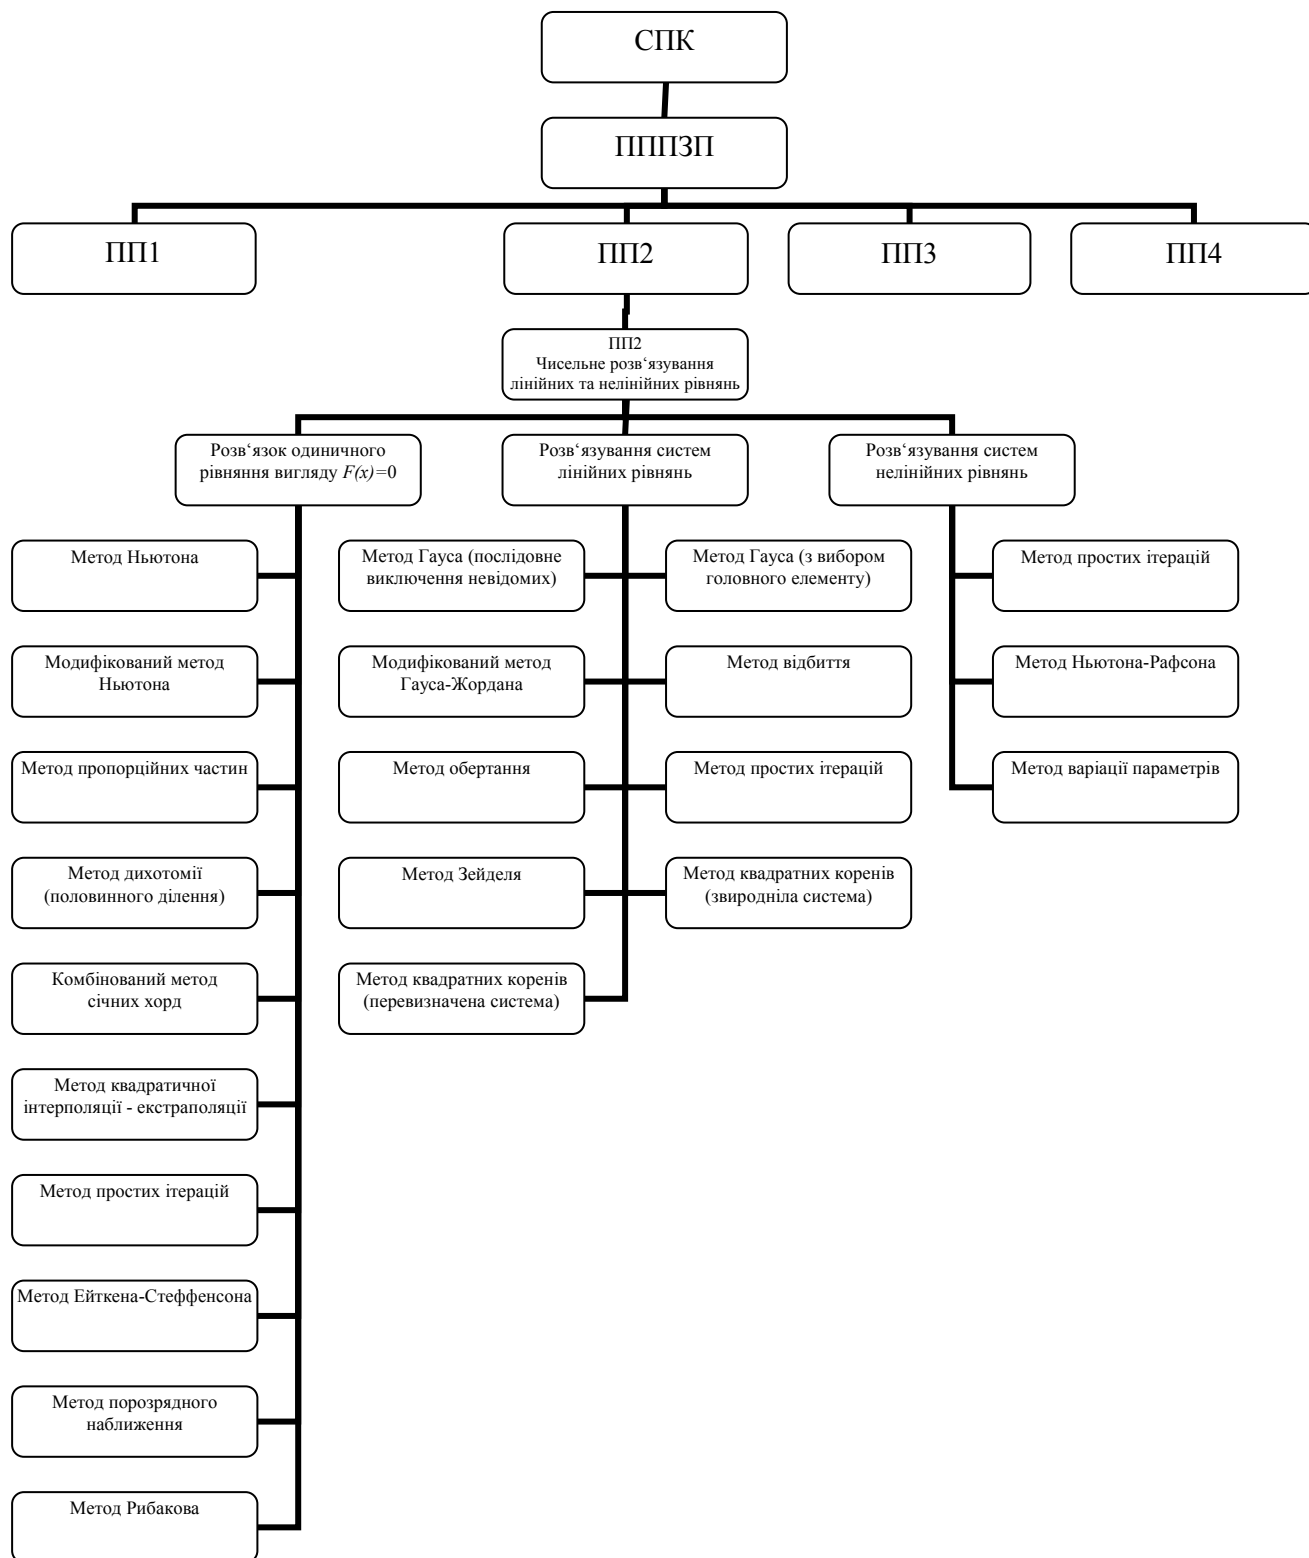 СПК
ПППЗП
ПП1
ПП2
ПП3
ПП4
ПП2
Чисельне розв‘язування
лінійних та нелінійних рівнянь
Розв‘язок одиничного
рівняння вигляду F(x)=0
Розв‘язування систем
лінійних рівнянь
Розв‘язування систем
нелінійних рівнянь
Метод Ньютона
Модифікований метод
Ньютона
Метод пропорційних частин
Метод дихотомії
(половинного ділення)
Комбінований метод
січних хорд
Метод квадратичної
інтерполяції - екстраполяції
Метод простих ітерацій
Метод Ейткена-Стеффенсона
Метод порозрядного
наближення
Метод Рибакова
Метод Гауса (послідовне
виключення невідомих)
Метод Гауса (з вибором
головного елементу)
Модифікований метод
Гауса-Жордана
Метод відбиття
Метод обертання
Метод простих ітерацій
Метод Зейделя
Метод квадратних коренів
(звиродніла система)
Метод квадратних коренів
(перевизначена система)
Метод простих ітерацій
Метод Ньютона-Рафсона
Метод варіації параметрів